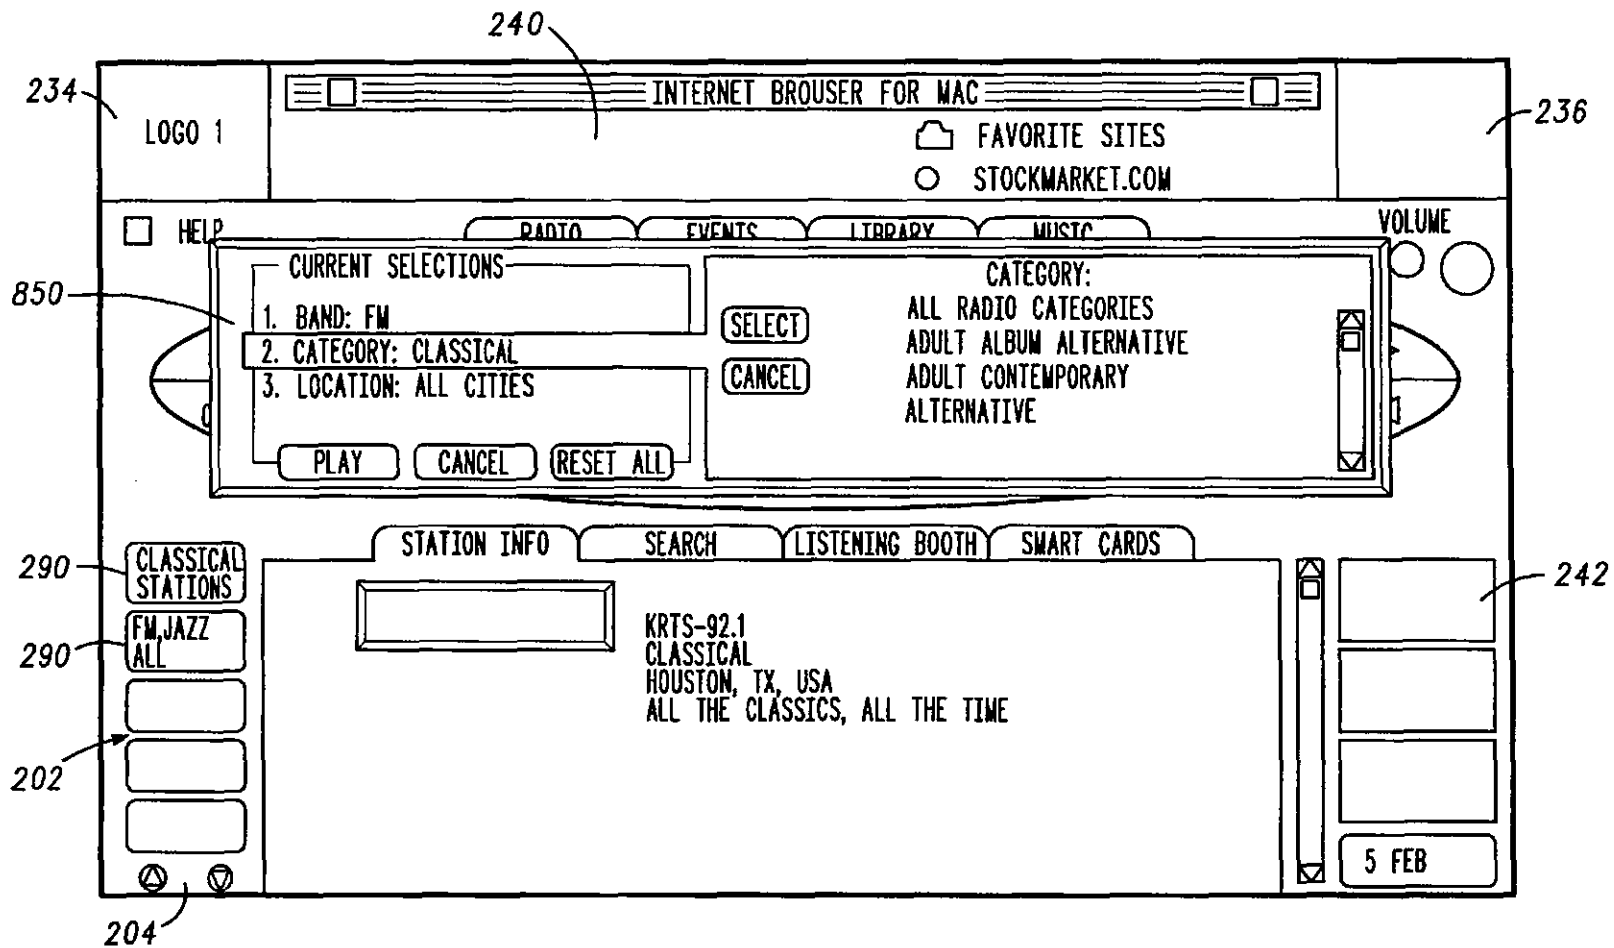 240
234
LOGO 1
INTERNET BROUSER FOR MAC
FAVORITE SITES
STOCKMARKET.COM
236
HELP
RADIO
EVENTS
LIBRARY
MUSIC
VOLUME
850
CURRENT SELECTIONS
1. BAND: FM
2. CATEGORY: CLASSICAL
3. LOCATION: ALL CITIES
PLAY
CANCEL
RESET ALL
SELECT
CANCEL
CATEGORY:
ALL RADIO CATEGORIES
ADULT ALBUM ALTERNATIVE
ADULT CONTEMPORARY
ALTERNATIVE
STATION INFO
SEARCH
LISTENING BOOTH
SMART CARDS
290
CLASSICAL
STATIONS
290
FM,JAZZ
ALL
202
204
KRTS-92.1
CLASSICAL
HOUSTON, TX, USA
ALL THE CLASSICS, ALL THE TIME
242
5 FEB